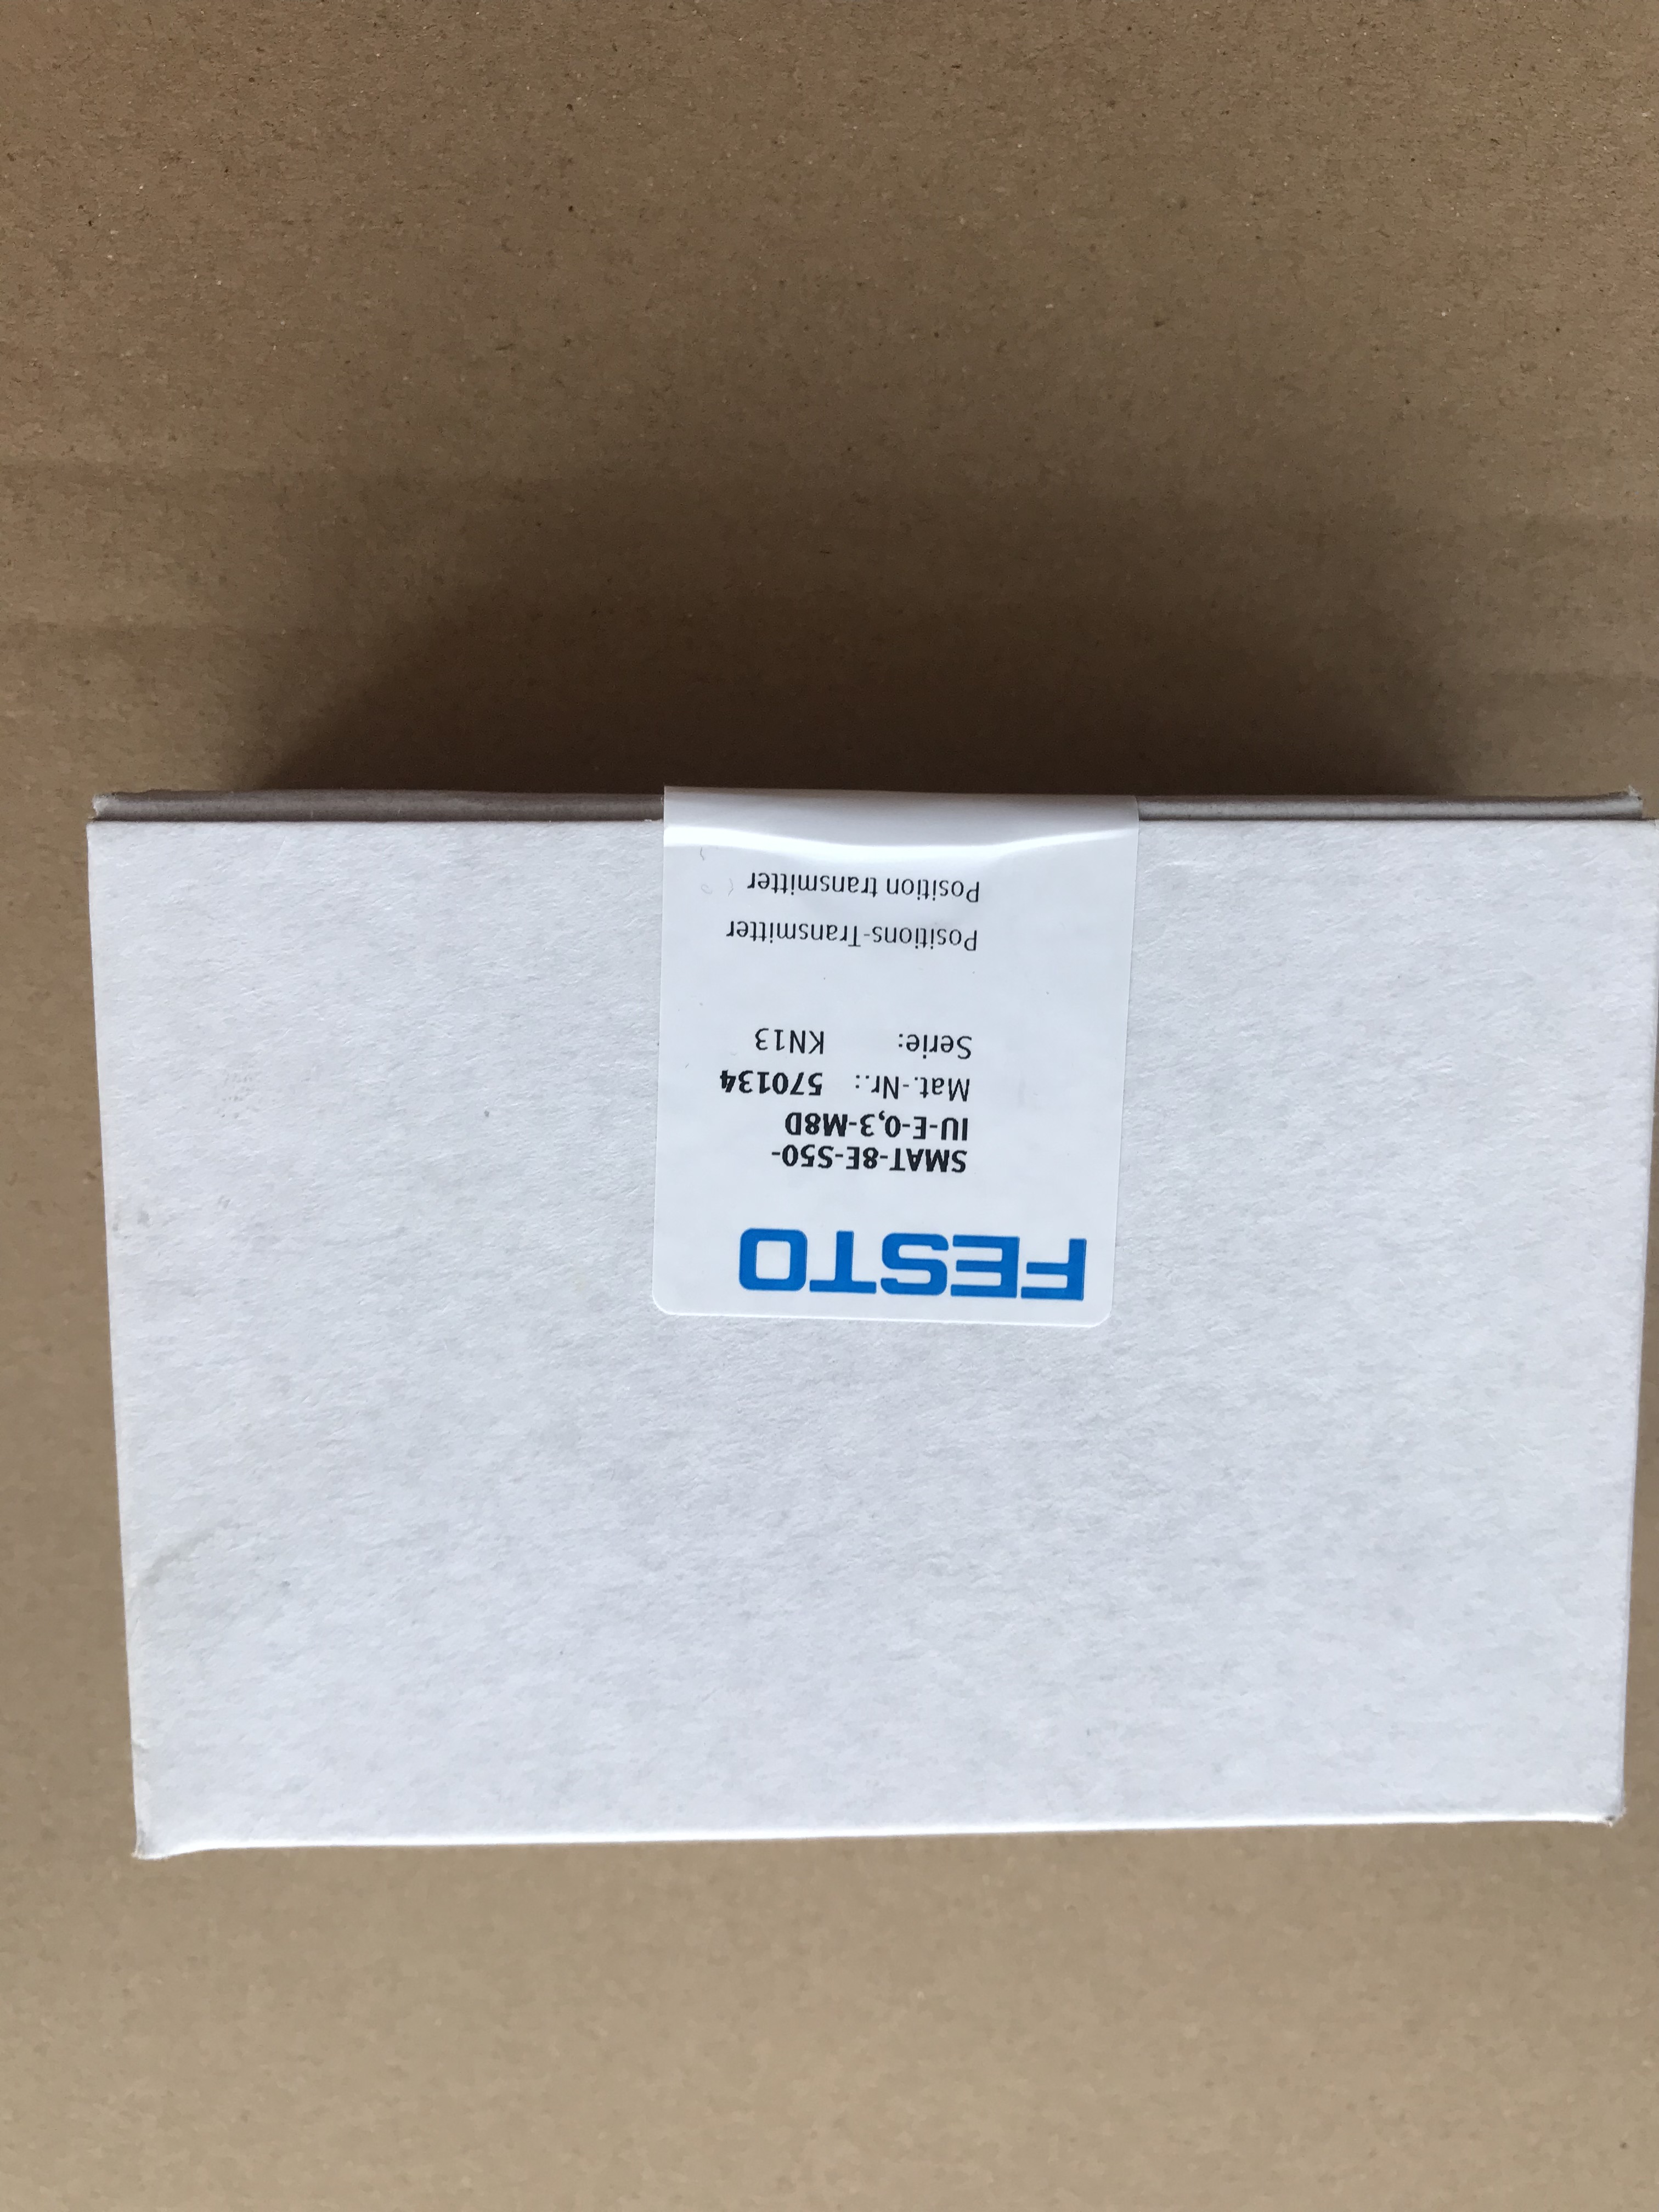 FESTO
SMAT-8E-S50-
IU-E-0,3-M8D
Mat.-Nr.: 570134
Serie: KN13
Positions-Transmitter
Position transmitter